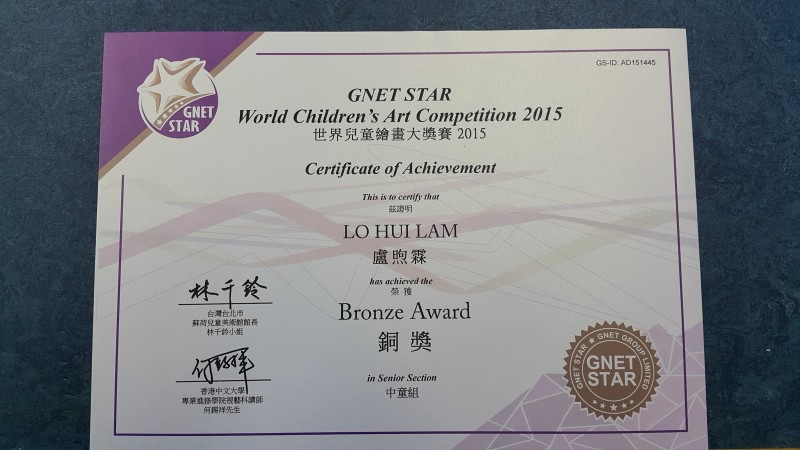 GNET
STAR
GS-ID: AD151445
GNET STAR
World Children's Art Competition 2015
世界兒童繪畫大獎賽 2015
Certificate of Achievement
This is to certify that
茲證明
LO HUI LAM
盧煦霖
has achieved the
榮 獲
Bronze Award
銅 獎
in Senior Section
中童組
林千鈴
台灣台北市
蘇荷兒童美術館館長
林千鈴小姐
香港中文大學
專業進修學院視藝科講師
何錫祥先生
GNET STAR ★ GNET GROUP LIMITED
GNET
STAR